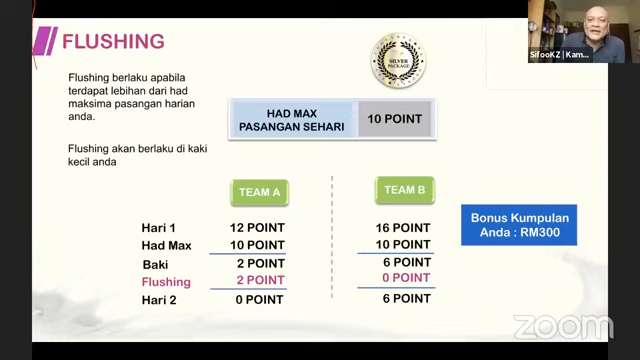 FLUSHING
Flushing berlaku apabila
terdapat lebihan dari had
maksima pasangan harian
anda.
Flushing akan berlaku di kaki
kecil anda
SILVER
PACKAGE
HAD MAX
PASANGAN SEHARI
10 POINT
TEAM A
TEAM B
Hari 1 12 POINT 16 POINT
Had Max 10 POINT 10 POINT
Baki 2 POINT 6 POINT
Flushing 2 POINT 0 POINT
Hari 2 0 POINT 6 POINT
Bonus Kumpulan
Anda : RM300
SifooKZ | Kam...
zoom